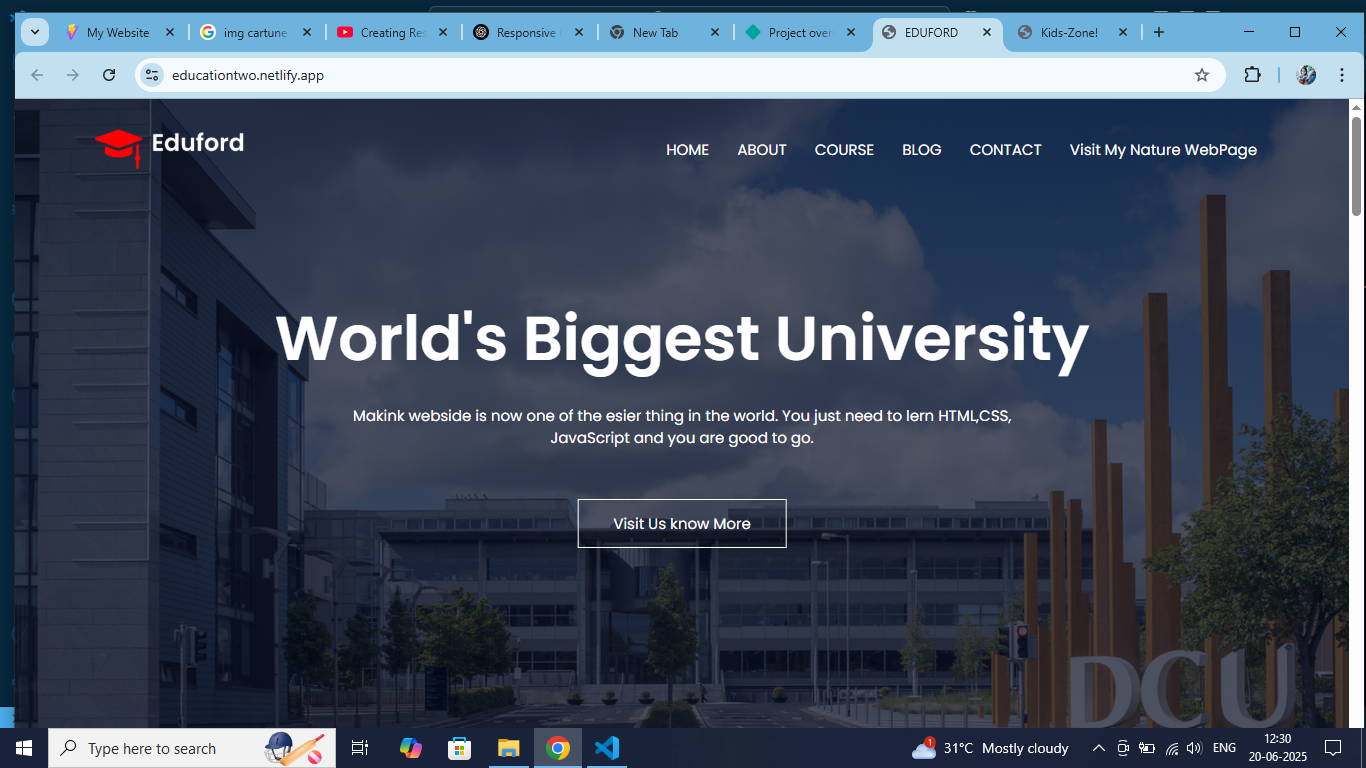 My Website
img cartune
Creating Res
Responsive
New Tab
Project over
EDUFORD
Kids-Zone!
educationtwo.netlify.app
Eduford
HOME
ABOUT
COURSE
BLOG
CONTACT
Visit My Nature WebPage
World's Biggest University
Makink webside is now one of the esier thing in the world. You just need to lern HTML,CSS,
JavaScript and you are good to go.
Visit Us know More
DCU
Type here to search
1
31°C Mostly cloudy
ENG
12:30
20-06-2025